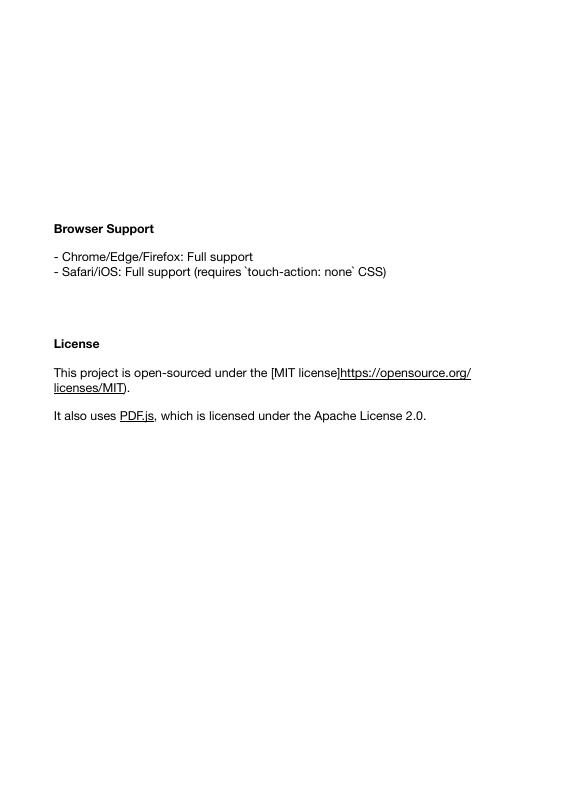 Browser Support
- Chrome/Edge/Firefox: Full support
- Safari/iOS: Full support (requires `touch-action: none` CSS)
License
This project is open-sourced under the [MIT license]https://opensource.org/
licenses/MIT).
It also uses PDF.js, which is licensed under the Apache License 2.0.